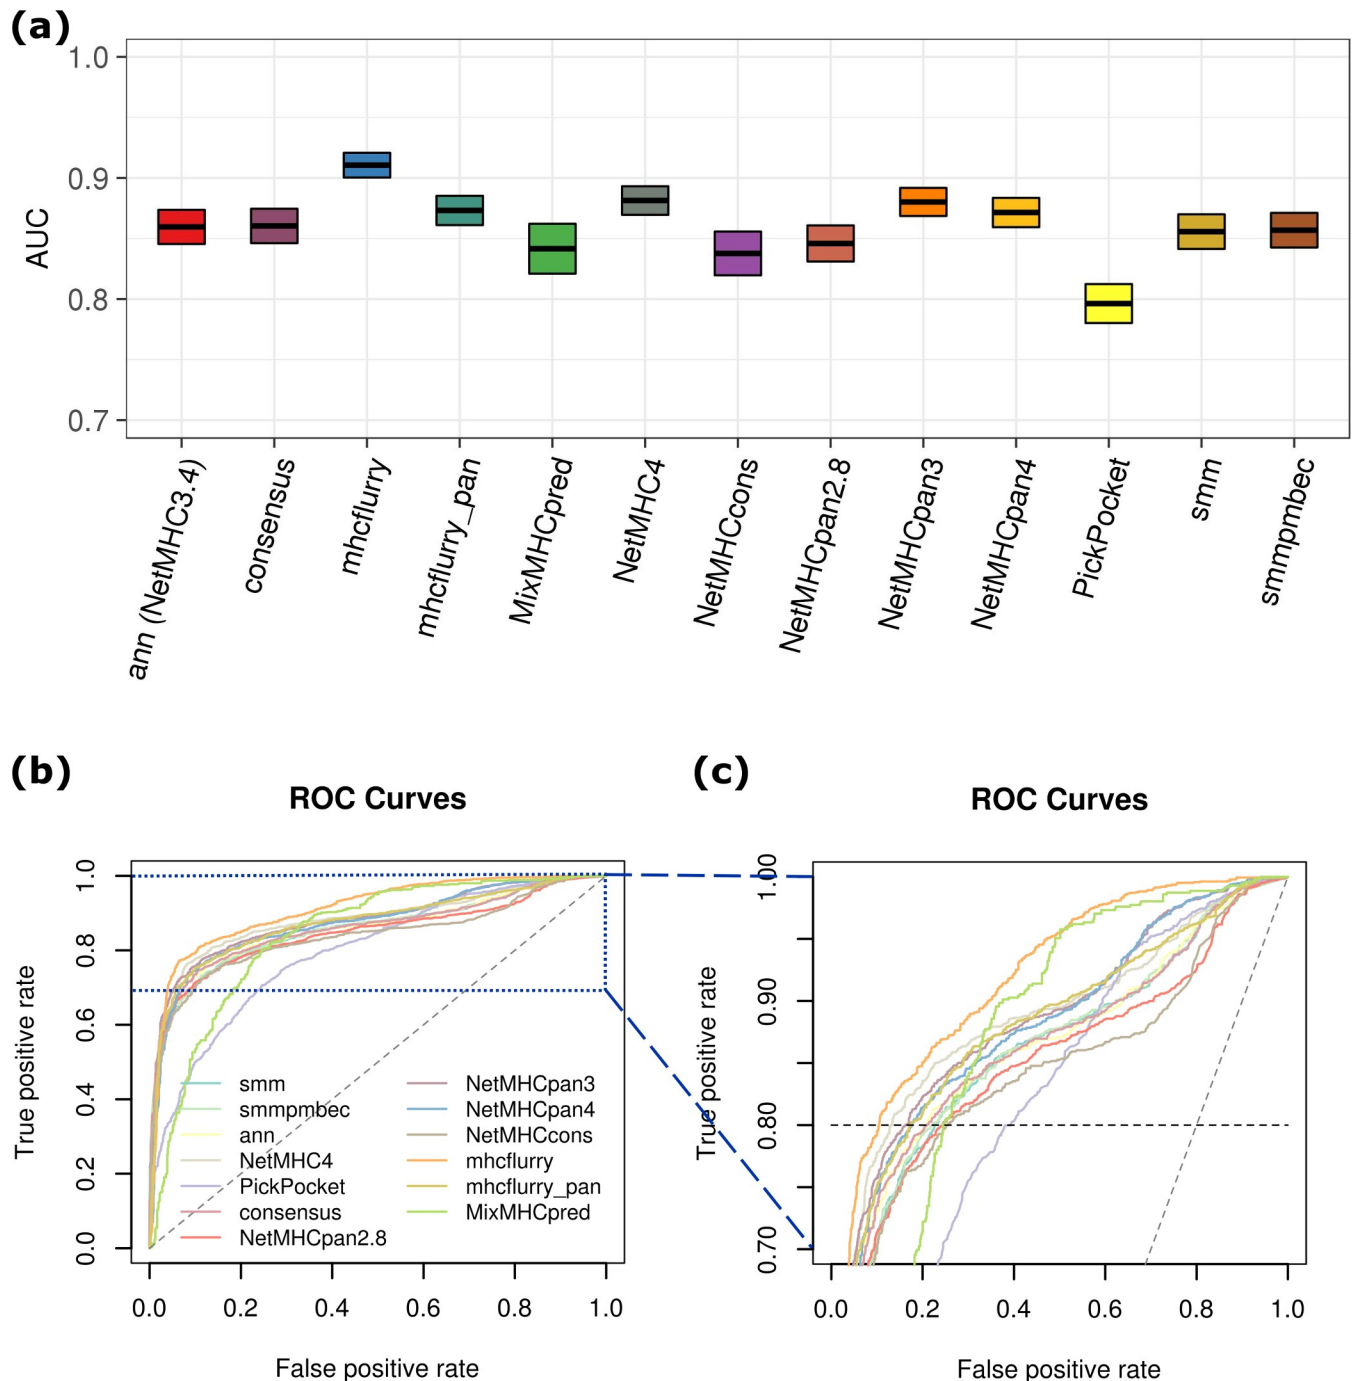 (a)
1.0
0.9
0.8
0.7
AUC
ann (NetMHC3.4)
consensus
mhcflurry
mhcflurry_pan
MixMHCpred
NetMHC4
NetMHCcons
NetMHCpan2.8
NetMHCpan3
NetMHCpan4
PickPocket
smm
smmpmbec
(b)
ROC Curves
True positive rate
1.0
0.8
0.6
0.4
0.2
0.0
smm
smmpmbec
ann
NetMHC4
PickPocket
consensus
NetMHCpan2.8
NetMHCpan3
NetMHCpan4
NetMHCcons
mhcflurry
mhcflurry_pan
MixMHCpred
0.0 0.2 0.4 0.6 0.8 1.0
False positive rate
(c)
ROC Curves
True positive rate
1.00
0.90
0.80
0.70
0.0 0.2 0.4 0.6 0.8 1.0
False positive rate